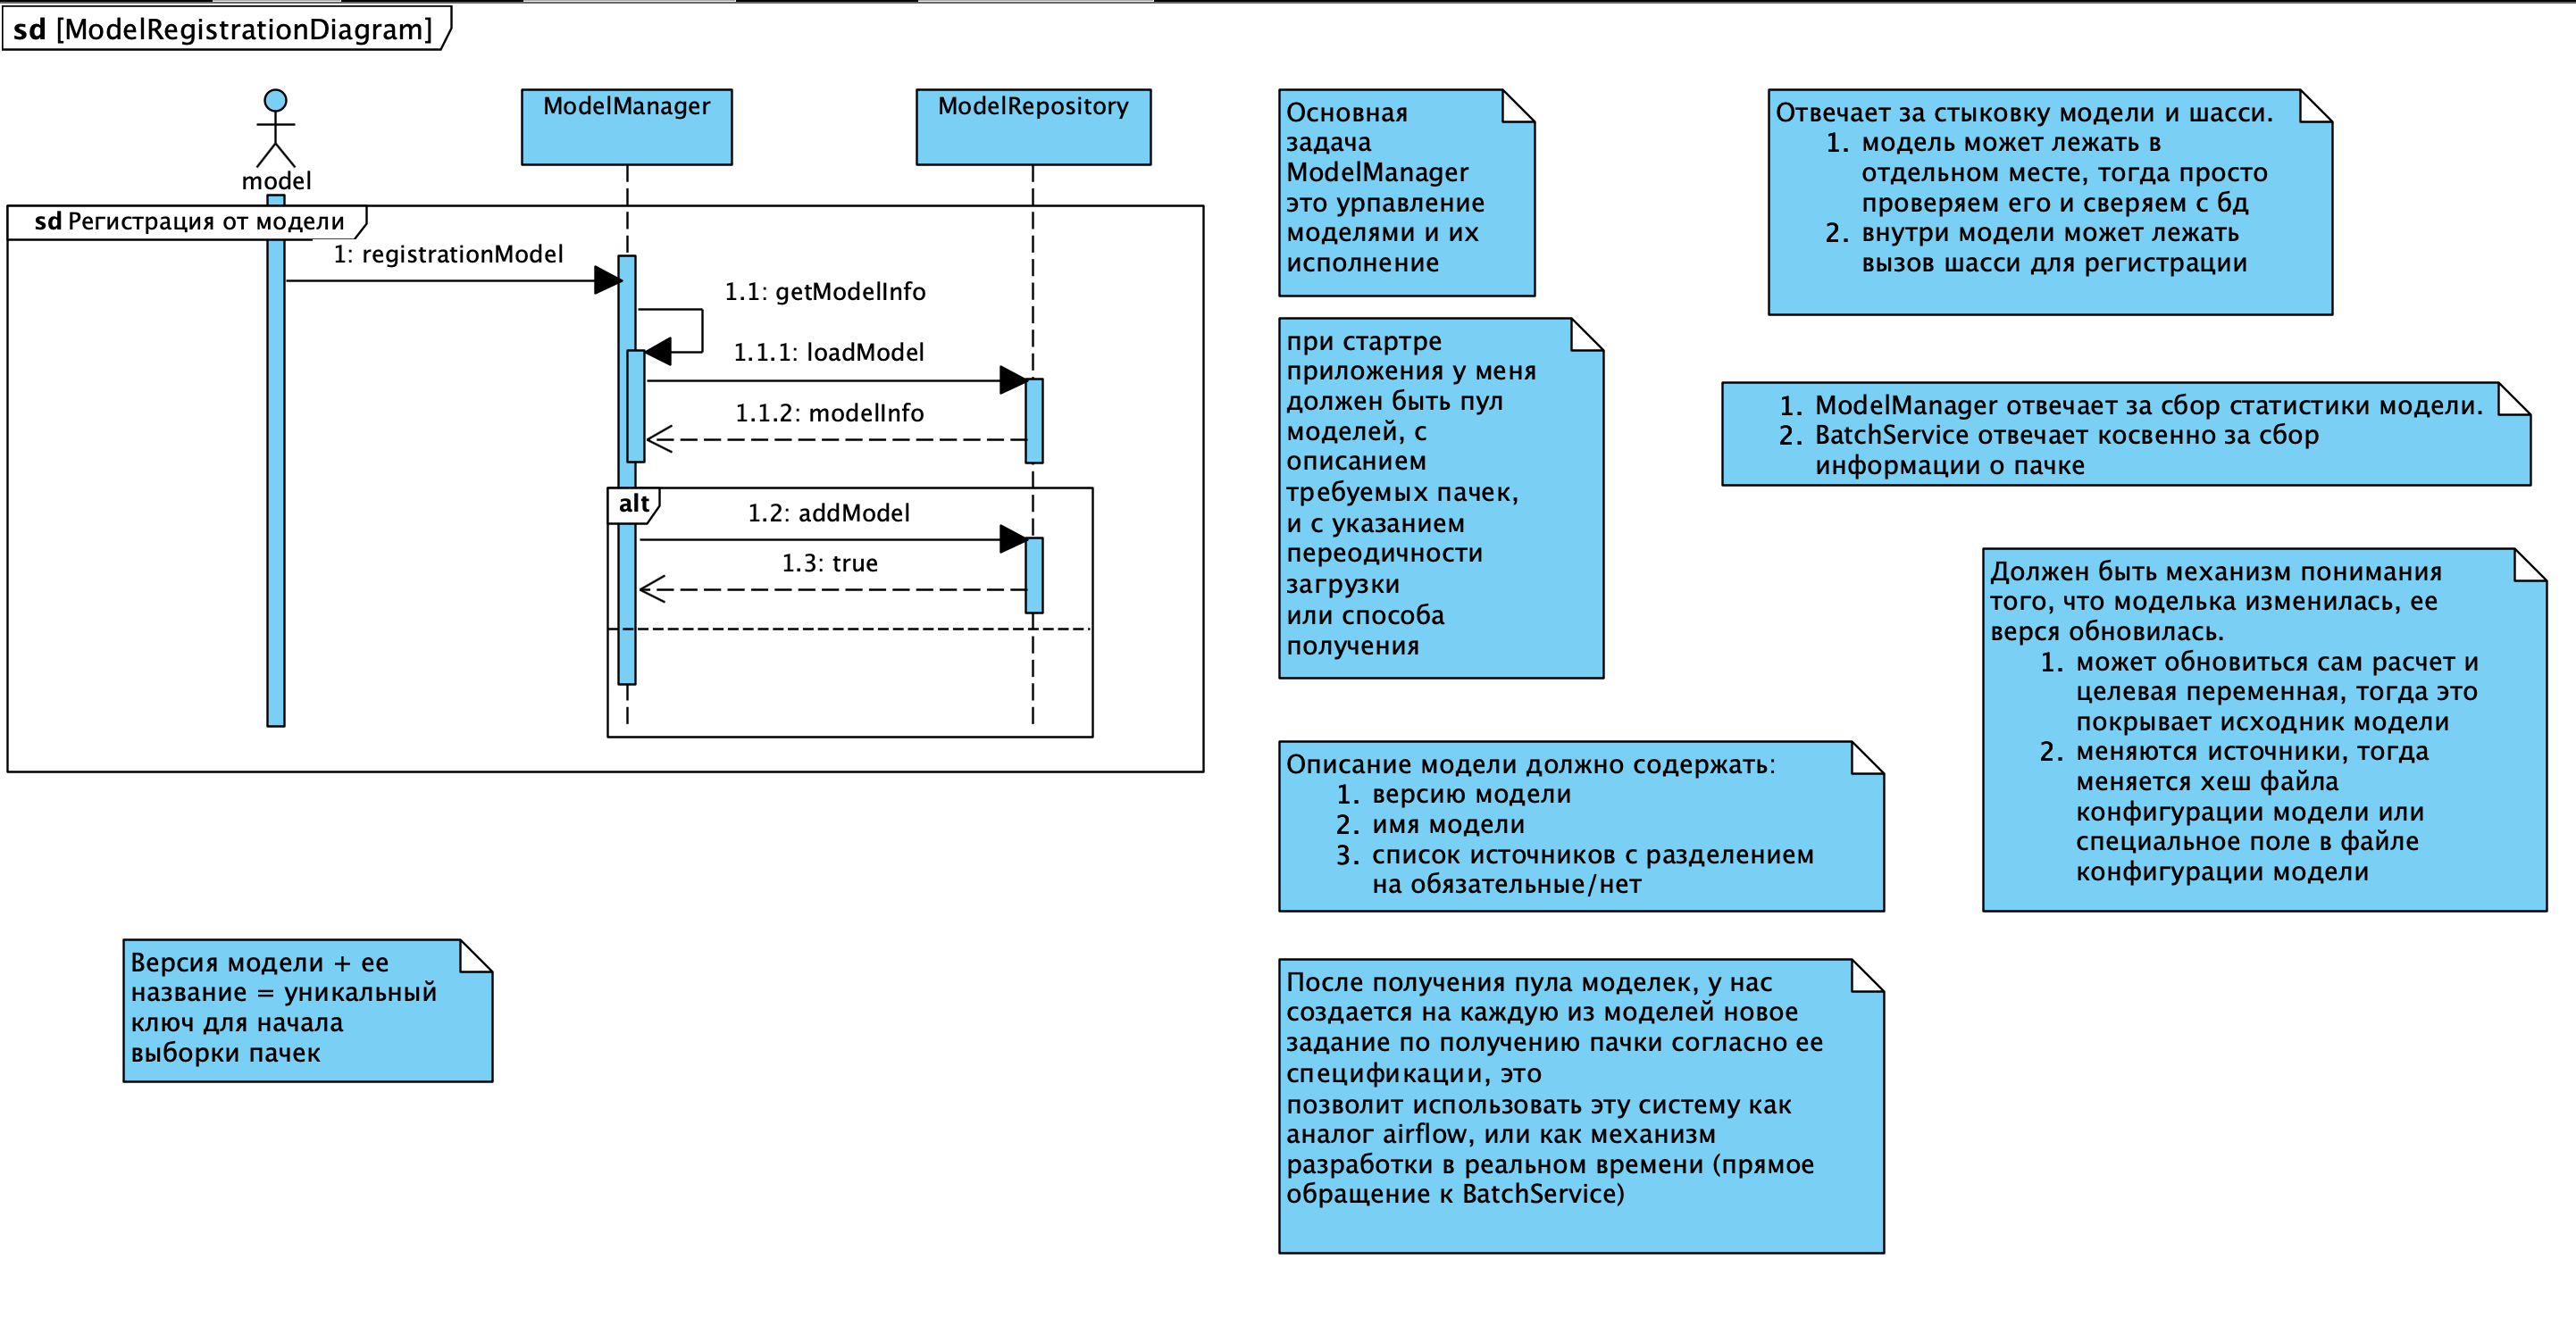 sd [ModelRegistrationDiagram]
model
ModelManager
ModelRepository
sd Регистрация от модели
1: registrationModel
1.1: getModelInfo
1.1.1: loadModel
1.1.2: modelInfo
alt
1.2: addModel
1.3: true
Версия модели + ее
название = уникальный
ключ для начала
выборки пачек
Основная
задача
ModelManager
это урпавление
моделями и их
исполнение
при стартре
приложения у меня
должен быть пул
моделей, с
описанием
требуемых пачек,
и с указанием
переодичности
загрузки
или способа
получения
Описание модели должно содержать:
1. версию модели
2. имя модели
3. список источников с разделением
на обязательные/нет
После получения пула моделек, у нас
создается на каждую из моделей новое
задание по получению пачки согласно ее
спецификации, это
позволит использовать эту систему как
аналог airflow, или как механизм
разработки в реальном времени (прямое
обращение к BatchService)
Отвечает за стыковку модели и шасси.
1. модель может лежать в
отдельном месте, тогда просто
проверяем его и сверяем с бд
2. внутри модели может лежать
вызов шасси для регистрации
1. ModelManager отвечает за сбор статистики модели.
2. BatchService отвечает косвенно за сбор
информации о пачке
Должен быть механизм понимания
того, что моделька изменилась, ее
верся обновилась.
1. может обновиться сам расчет и
целевая переменная, тогда это
покрывает исходник модели
2. меняются источники, тогда
меняется хеш файла
конфигурации модели или
специальное поле в файле
конфигурации модели